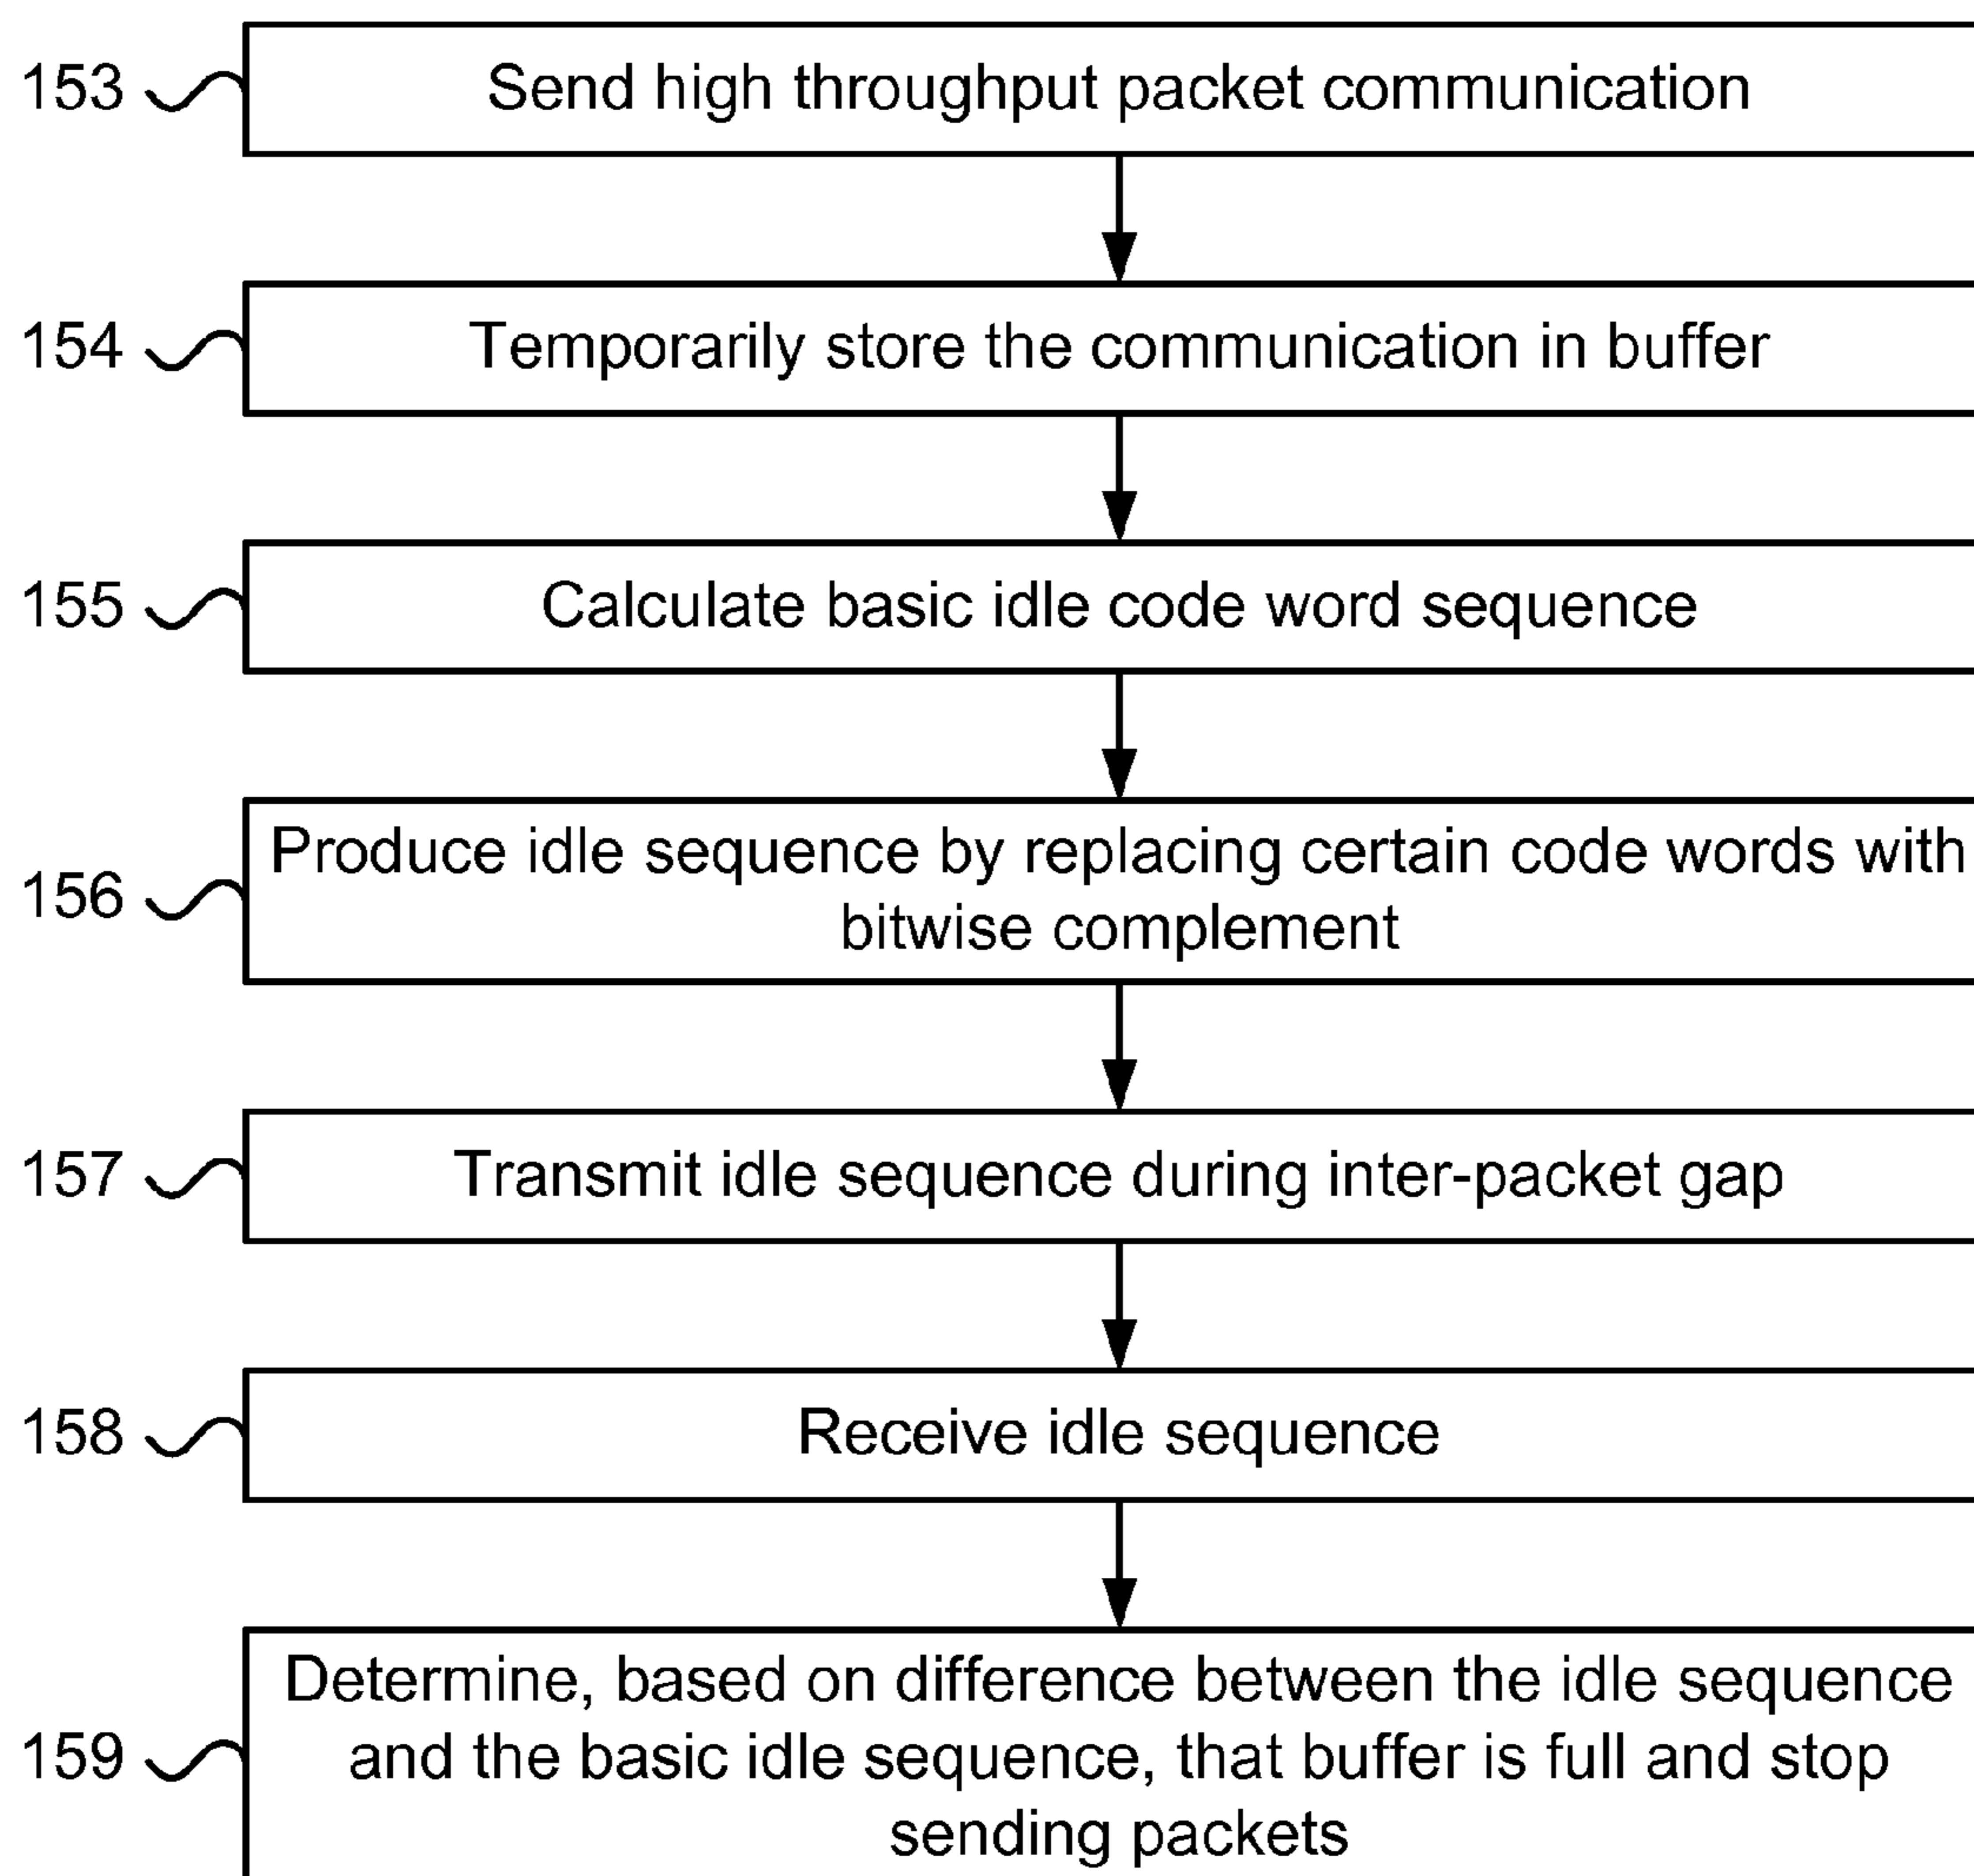 153
Send high throughput packet communication
154
Temporarily store the communication in buffer
155
Calculate basic idle code word sequence
156
Produce idle sequence by replacing certain code words with
bitwise complement
157
Transmit idle sequence during inter-packet gap
158
Receive idle sequence
159
Determine, based on difference between the idle sequence
and the basic idle sequence, that buffer is full and stop
sending packets